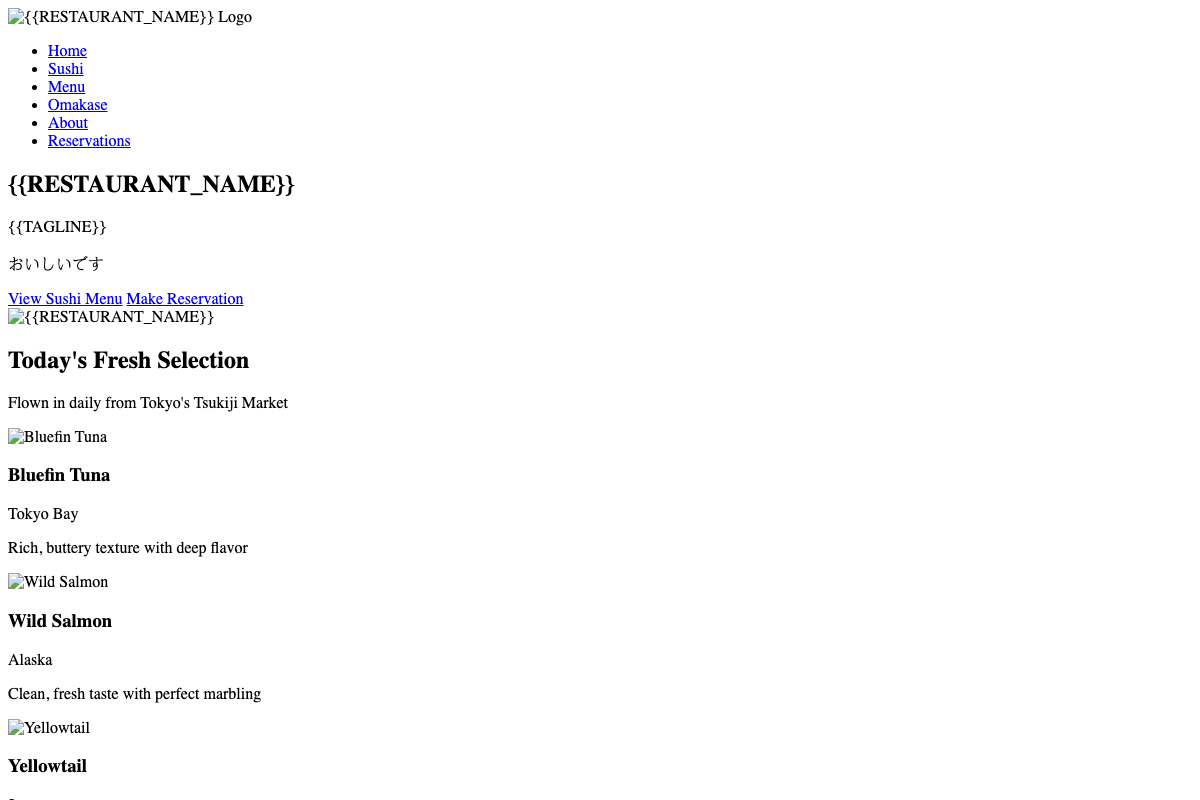 {{RESTAURANT_NAME}} Logo
Home
Sushi
Menu
Omakase
About
Reservations
{{RESTAURANT_NAME}}
{{TAGLINE}}
おいしいです
View Sushi Menu Make Reservation
{{RESTAURANT_NAME}}
Today's Fresh Selection
Flown in daily from Tokyo's Tsukiji Market
Bluefin Tuna
Bluefin Tuna
Tokyo Bay
Rich, buttery texture with deep flavor
Wild Salmon
Wild Salmon
Alaska
Clean, fresh taste with perfect marbling
Yellowtail
Yellowtail